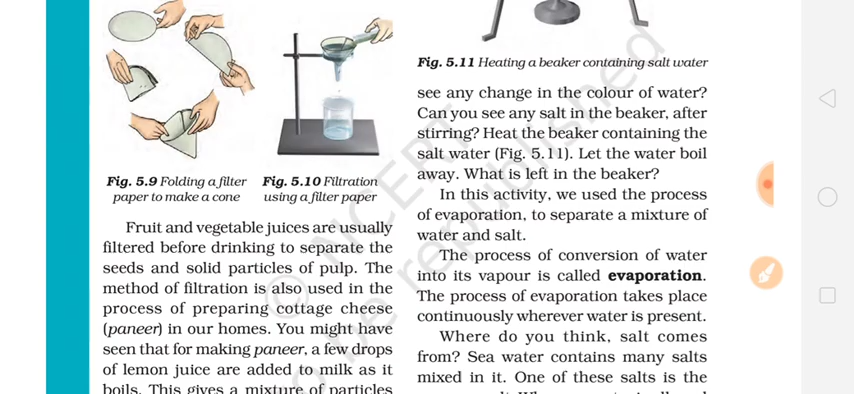 Fig. 5.9 Folding a filter
paper to make a cone
Fig. 5.10 Filtration
using a filter paper
Fruit and vegetable juices are usually
filtered before drinking to separate the
seeds and solid particles of pulp. The
method of filtration is also used in the
process of preparing cottage cheese
(paneer) in our homes. You might have
seen that for making paneer, a few drops
of lemon juice are added to milk as it
boils. This gives a mixture of particles
Fig. 5.11 Heating a beaker containing salt water
see any change in the colour of water?
Can you see any salt in the beaker, after
stirring? Heat the beaker containing the
salt water (Fig. 5.11). Let the water boil
away. What is left in the beaker?
In this activity, we used the process
of evaporation, to separate a mixture of
water and salt.
The process of conversion of water
into its vapour is called evaporation.
The process of evaporation takes place
continuously wherever water is present.
Where do you think, salt comes
from? Sea water contains many salts
mixed in it. One of these salts is the
© NCERT
be republished